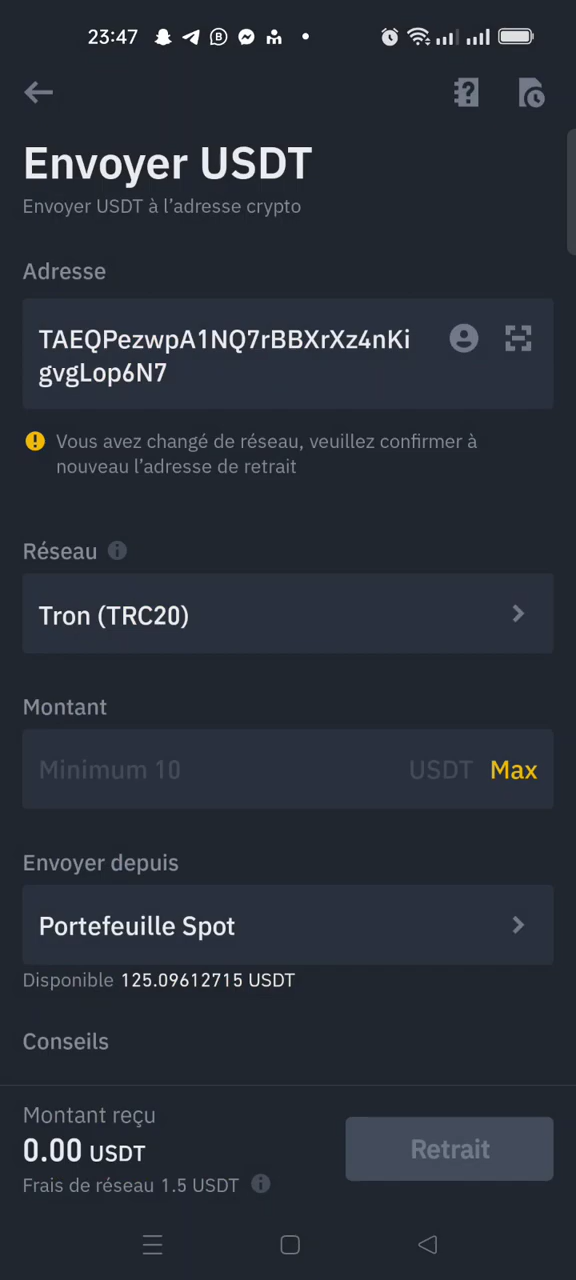 23:47
Envoyer USDT
Envoyer USDT à l’adresse crypto
Adresse
TAEQPezwpA1NQ7rBBXrXz4nKi
gvgLop6N7
Vous avez changé de réseau, veuillez confirmer à
nouveau l’adresse de retrait
Réseau
Tron (TRC20)
Montant
Minimum 10 USDT Max
Envoyer depuis
Portefeuille Spot
Disponible 125.09612715 USDT
Conseils
Montant reçu
0.00 USDT
Retrait
Frais de réseau 1.5 USDT